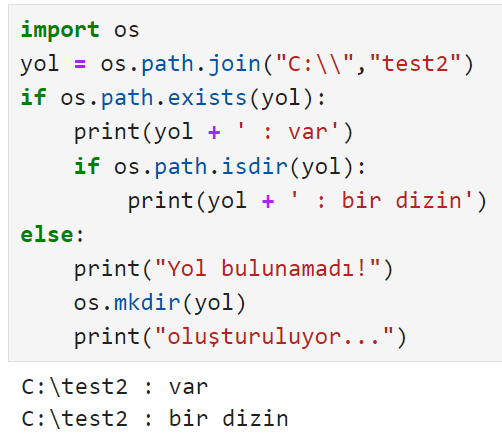 import os
yol = os.path.join("C:\\","test2")
if os.path.exists(yol):
    print(yol + ' : var')
    if os.path.isdir(yol):
        print(yol + ' : bir dizin')
else:
    print("Yol bulunamadı!")
    os.mkdir(yol)
    print("oluşturuluyor...")
C:\test2 : var
C:\test2 : bir dizin